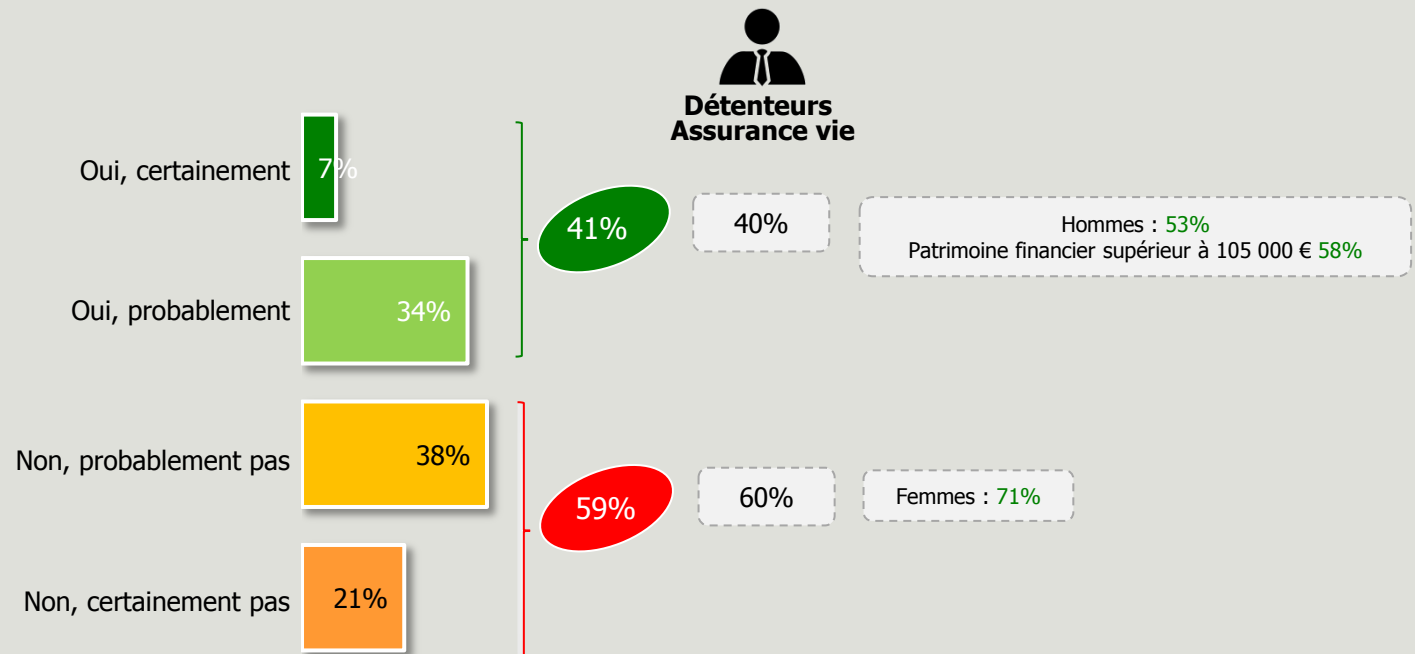 Détenteurs
Assurance vie
Oui, certainement
7%
41%
40%
Hommes : 53%
Patrimoine financier supérieur à 105 000 € 58%
Oui, probablement
34%
Non, probablement pas
38%
59%
60%
Femmes : 71%
Non, certainement pas
21%